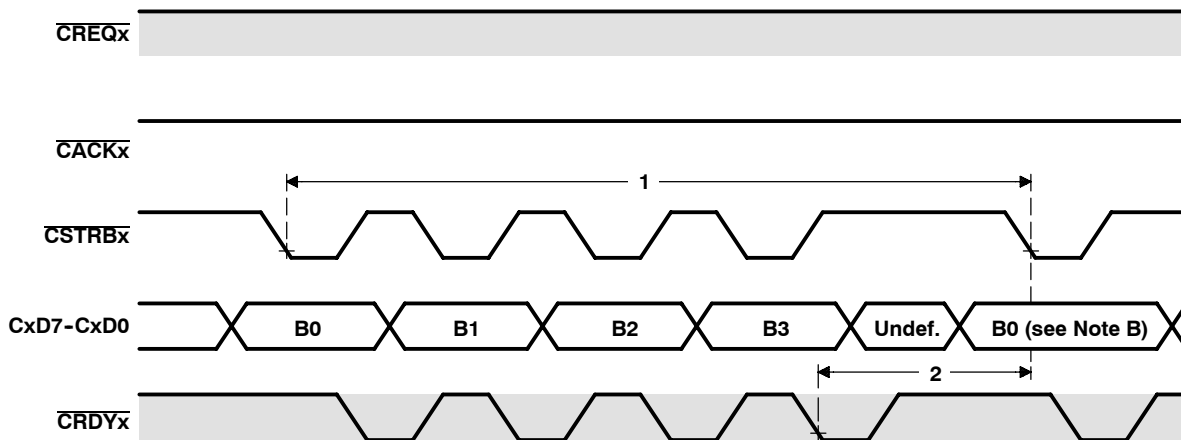 CREQx
CACKx
1
CSTRBx
CxD7-CxD0 B0 B1 B2 B3 Undef. B0 (see Note B)
2
CRDYx